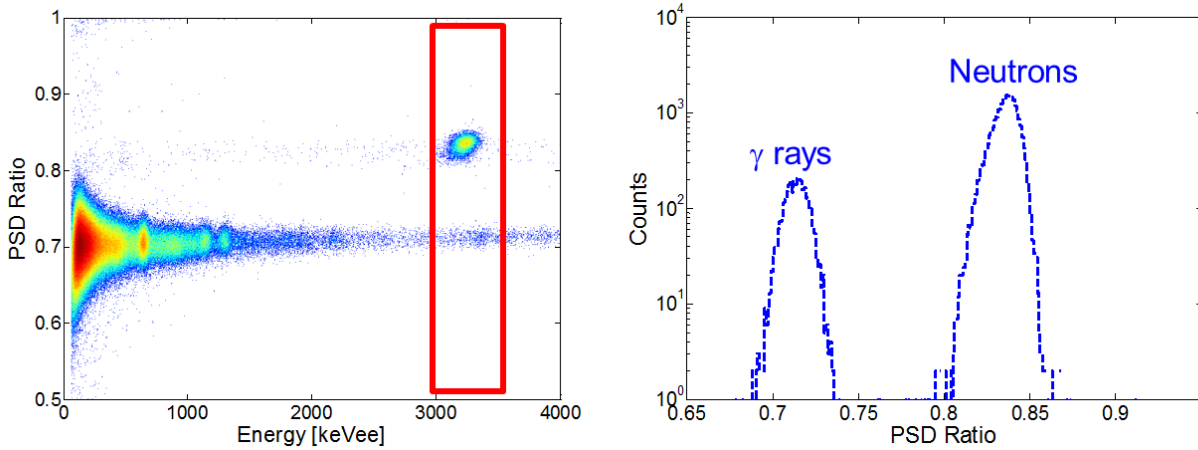 1
0.9
0.8
0.7
0.6
0.5
PSD Ratio
0 1000 2000 3000 4000
Energy [keVee]
10⁴
10³
10²
10¹
10⁰
Counts
γ rays
Neutrons
0.65 0.7 0.75 0.8 0.85 0.9
PSD Ratio